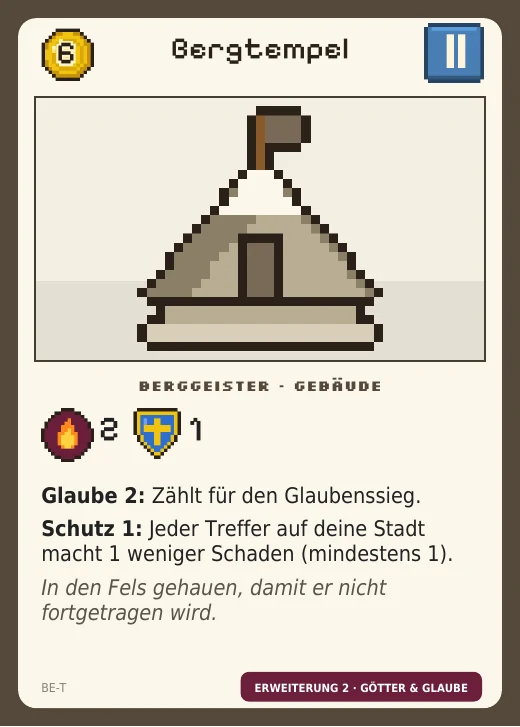 6
Bergtempel
II
BERGGEISTER · GEBÄUDE
2 1
Glaube 2: Zählt für den Glaubenssieg.
Schutz 1: Jeder Treffer auf deine Stadt
macht 1 weniger Schaden (mindestens 1).
In den Fels gehauen, damit er nicht
fortgetragen wird.
BE-T
ERWEITERUNG 2 · GÖTTER & GLAUBE